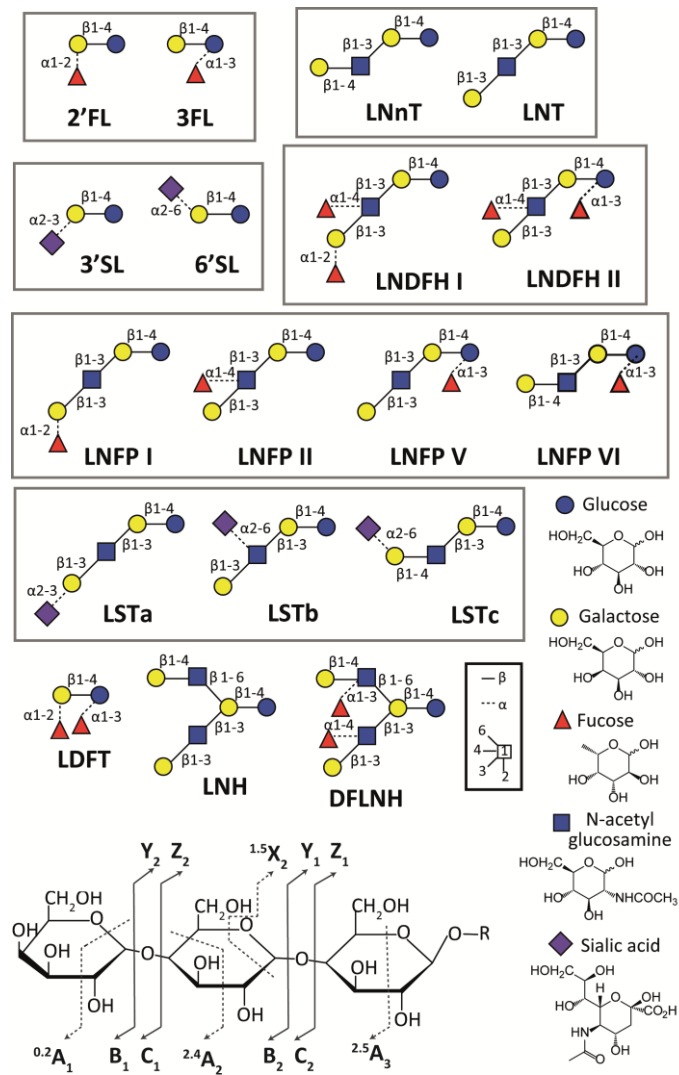 β1-4 β1-4
α1-2 α1-3
2'FL 3FL
β1-4 β1-4
β1-3 β1-3
β1- 4 β1-3
LNnT LNT
β1-4 β1-4
α2-3 α2-6
3'SL 6'SL
β1-4 β1-4
α1-4 β1-3 α1-4 β1-3 α1-3
β1-3 β1-3
α1-2
LNDFH I LNDFH II
β1-4 β1-4 β1-4 β1-4
β1-3 β1-3 β1-3 β1-3
α1-4 α1-3 α1-3
β1-3 β1-3 β1-3 β1- 4
α1-2
LNFP I LNFP II LNFP V LNFP VI
β1-4 β1-4 β1-4
α2-6 α2-6
β1-3 β1-3 β1-3
β1-3 β1-3 β1-4
α2-3
LSTa LSTb LSTc
Glucose
HOH₂C O OH
HO OH
OH
β1-4
α1-2 α1-3
LDFT
β1-4 β1-6
β1-4
β1-3
β1-3
LNH
β1-4 β1-6
α1-3 β1-4
α1-4 β1-3
β1-3
DFLNH
β
α
6
4 1
3 2
Galactose
HOH₂C O OH
HO OH
OH
Fucose
O OH
HO OH
OH
N-acetyl
glucosamine
HOH₂C O OH
HO NHCOCH₃
OH
Sialic acid
HOH₂C OH OH
HO O CO₂H
HN OH
O
Y₂ Z₂ ¹·⁵X₂ Y₁ Z₁
CH₂OH CH₂OH CH₂OH
OH O O O O–R
OH O OH O OH
OH OH OH
⁰·²A₁ B₁ C₁ ²·⁴A₂ B₂ C₂ ²·⁵A₃